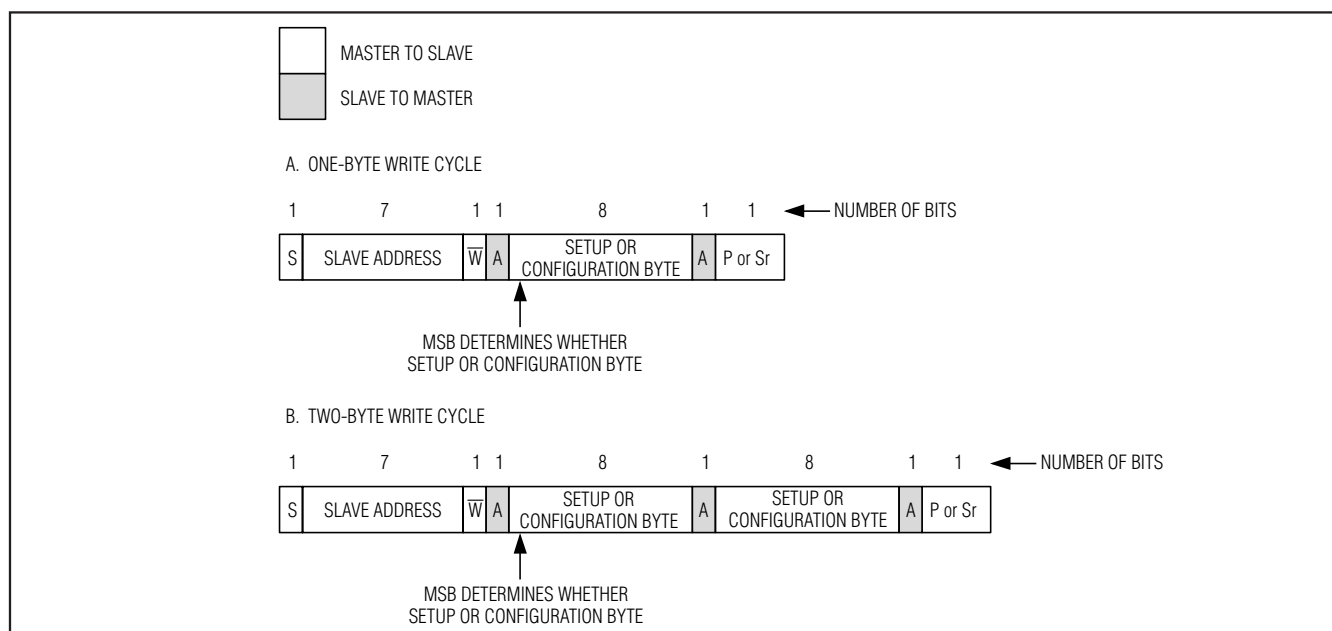 MASTER TO SLAVE
SLAVE TO MASTER
A. ONE-BYTE WRITE CYCLE
1 7 1 1 8 1 1 NUMBER OF BITS
S SLAVE ADDRESS W̅ A SETUP OR CONFIGURATION BYTE A P or Sr
MSB DETERMINES WHETHER
SETUP OR CONFIGURATION BYTE
B. TWO-BYTE WRITE CYCLE
1 7 1 1 8 1 8 1 1 NUMBER OF BITS
S SLAVE ADDRESS W̅ A SETUP OR CONFIGURATION BYTE A SETUP OR CONFIGURATION BYTE A P or Sr
MSB DETERMINES WHETHER
SETUP OR CONFIGURATION BYTE